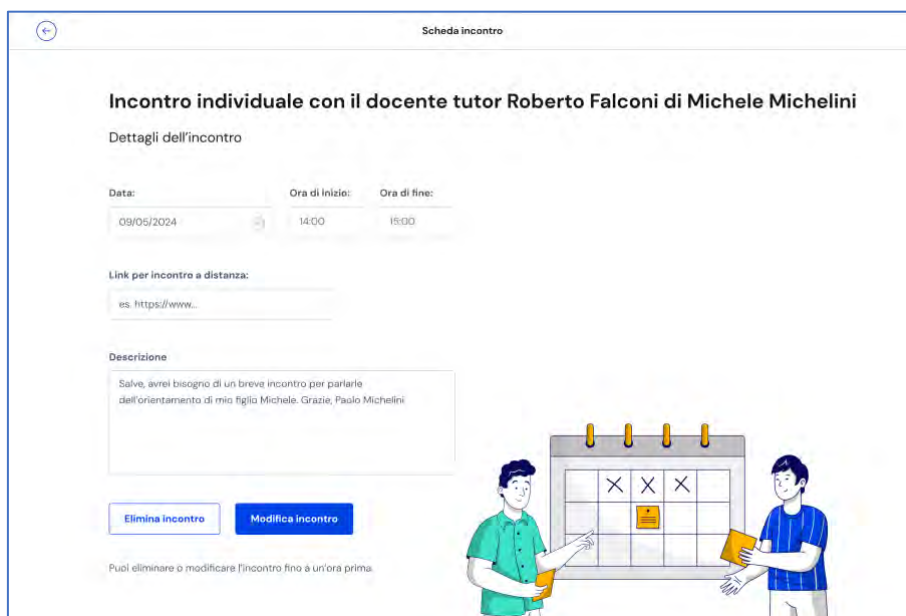 Scheda incontro
Incontro individuale con il docente tutor Roberto Falconi di Michele Michelini
Dettagli dell'incontro
Data: Ora di inizio: Ora di fine:
09/05/2024 14:00 15:00
Link per incontro a distanza:
es. https://www...
Descrizione
Salve, avrei bisogno di un breve incontro per parlarle
dell'orientamento di mio figlio Michele. Grazie, Paolo Michelini
Elimina incontro Modifica incontro
Puoi eliminare o modificare l'incontro fino a un'ora prima.